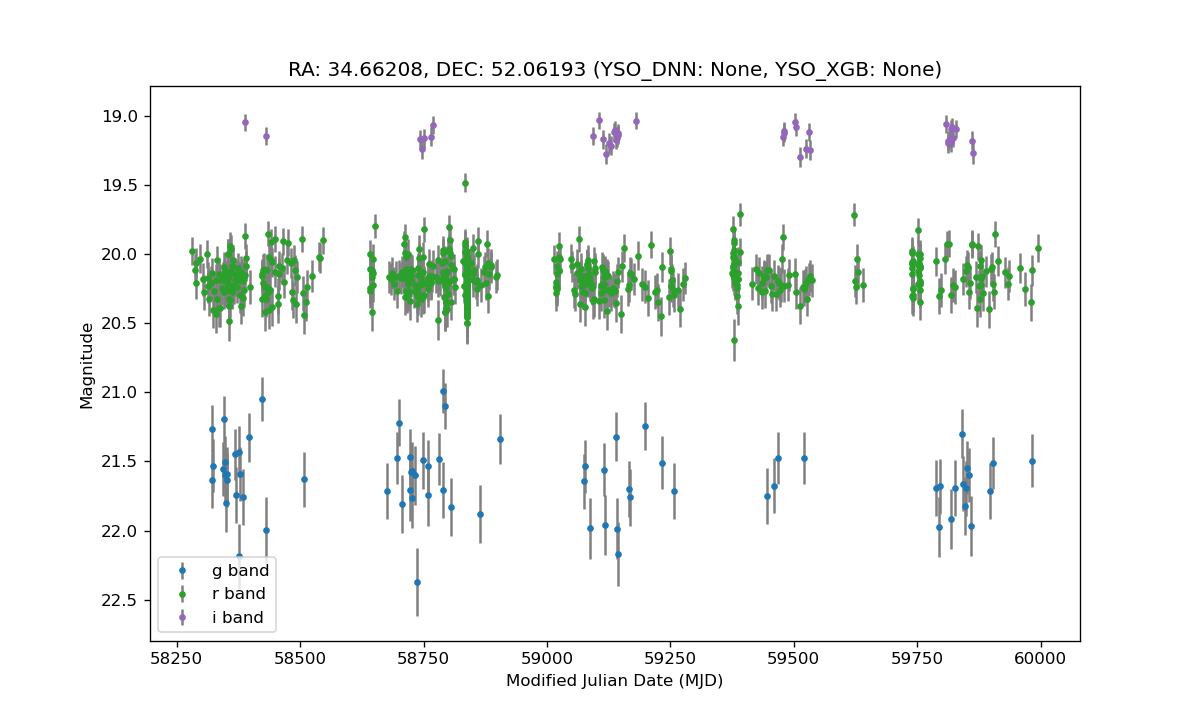 RA: 34.66208, DEC: 52.06193 (YSO_DNN: None, YSO_XGB: None)
19.0
19.5
20.0
20.5
21.0
21.5
22.0
22.5
Magnitude
g band
r band
i band
58250 58500 58750 59000 59250 59500 59750 60000
Modified Julian Date (MJD)